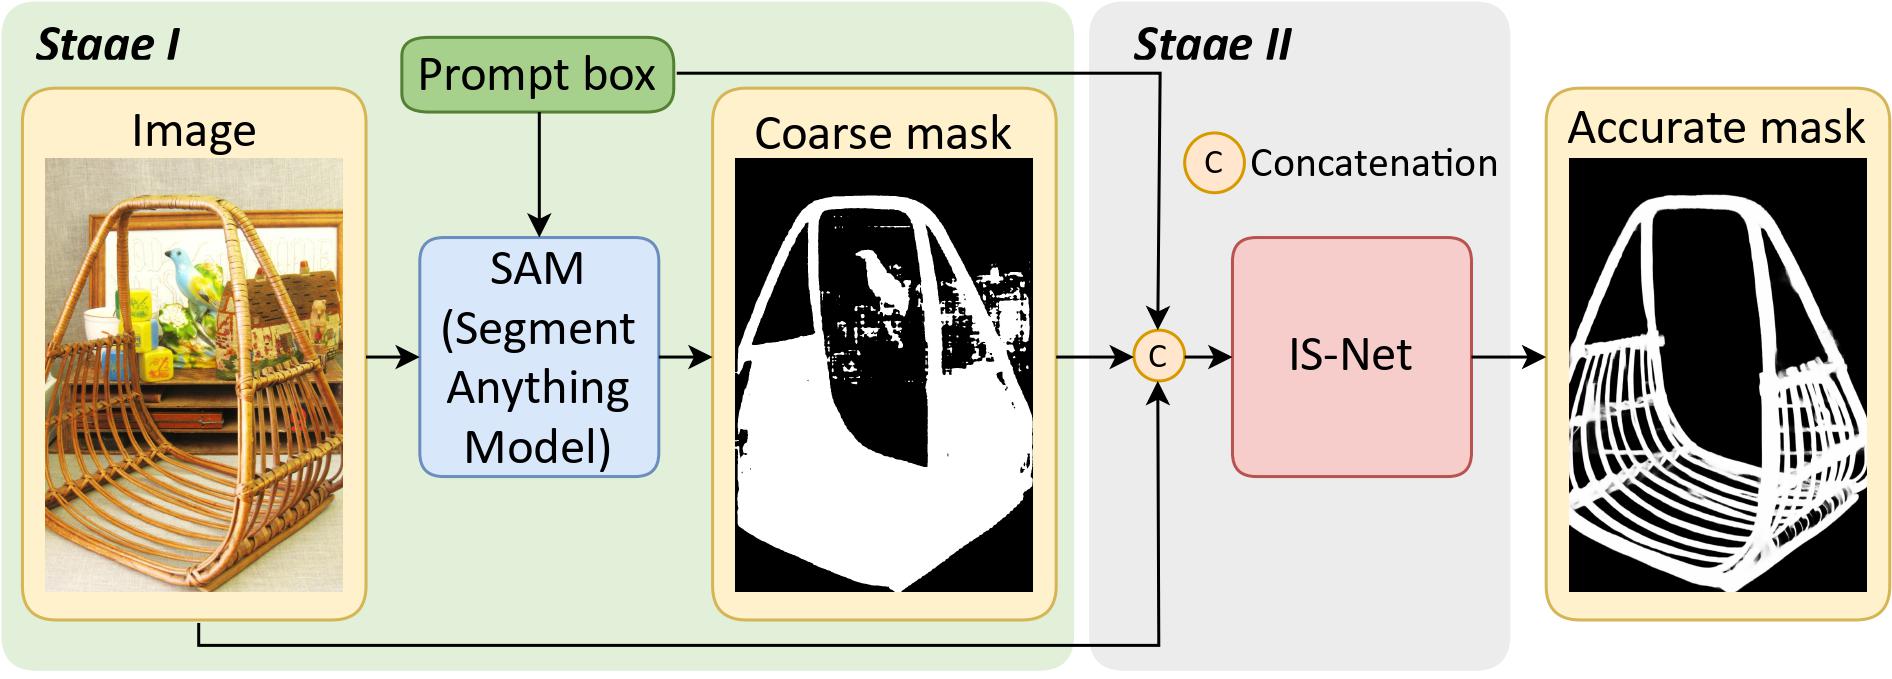 Stage I
Prompt box
Stage II
Image
Coarse mask
Accurate mask
C Concatenation
SAM
(Segment
Anything
Model)
C
IS-Net